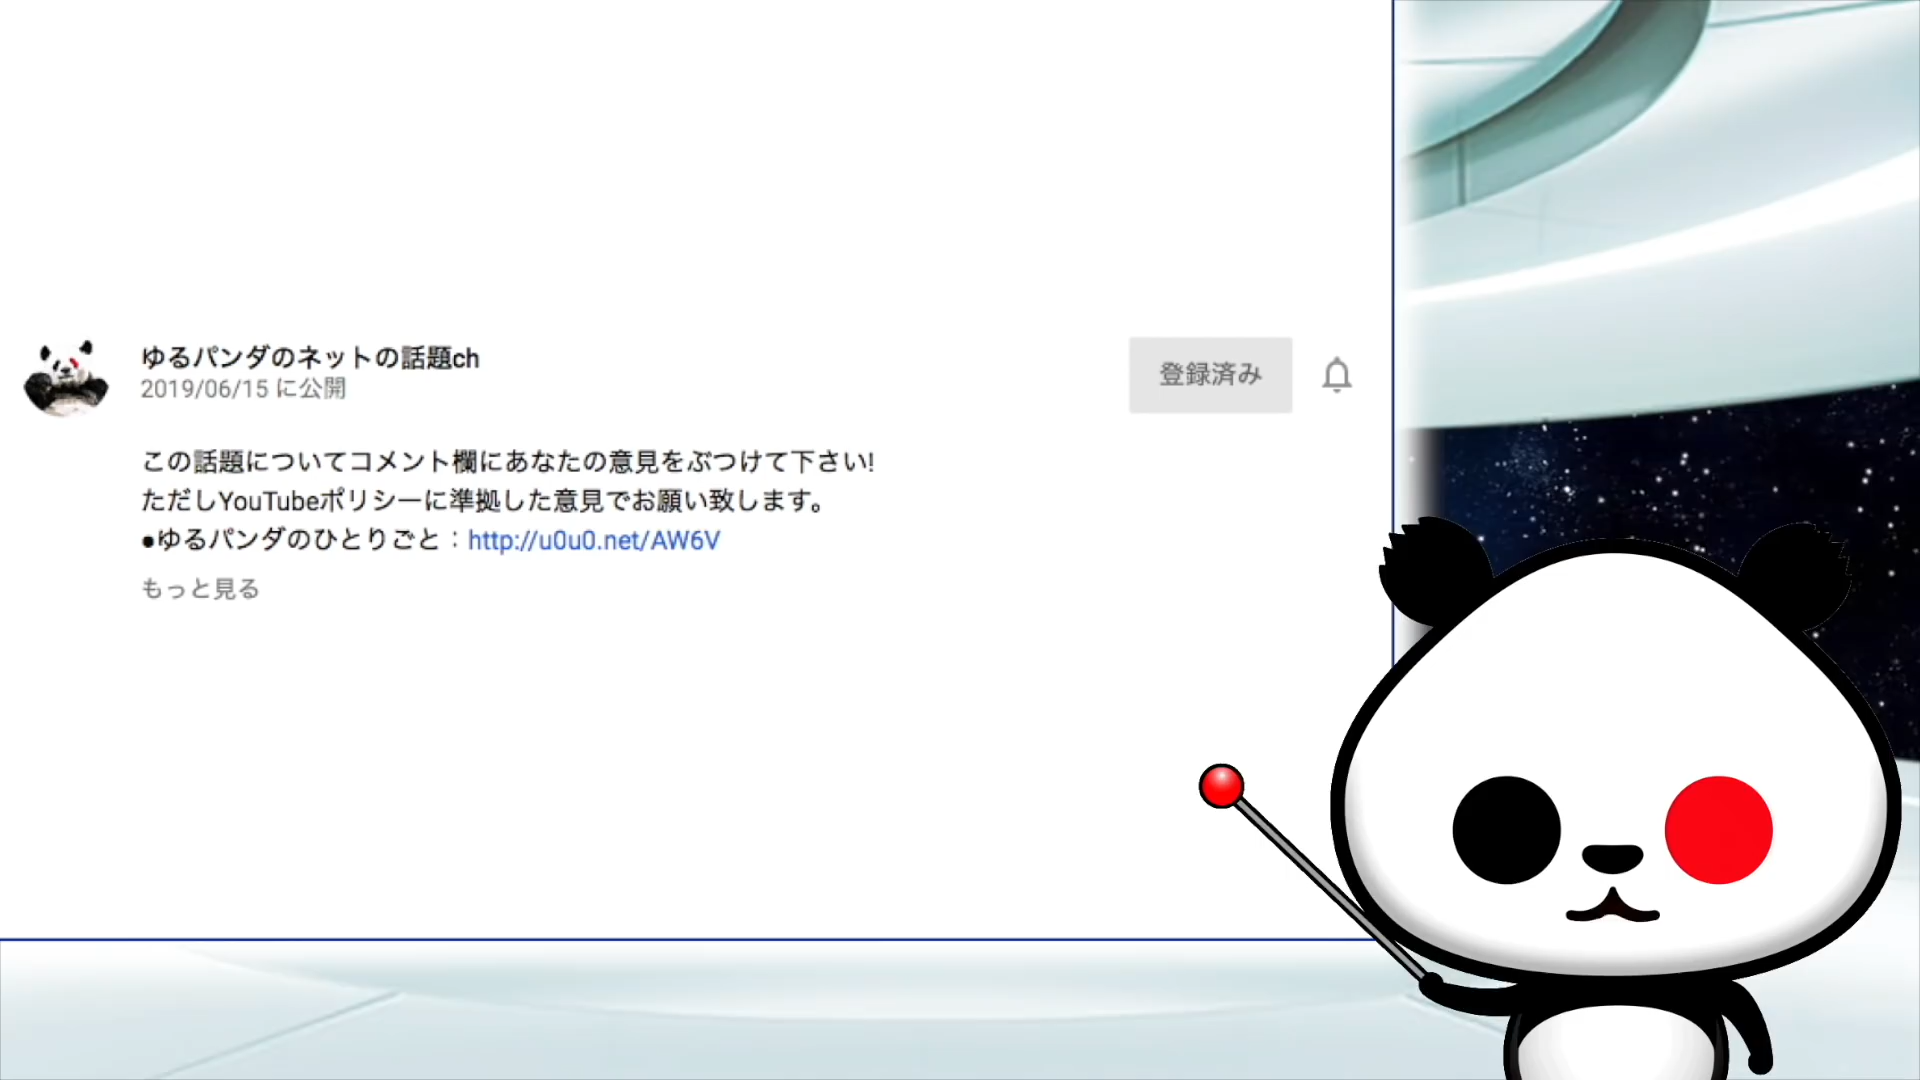 ゆるパンダのネットの話題ch
2019/06/15 に公開
登録済み
この話題についてコメント欄にあなたの意見をぶつけて下さい!
ただしYouTubeポリシーに準拠した意見でお願い致します。
●ゆるパンダのひとりごと：http://u0u0.net/AW6V
もっと見る